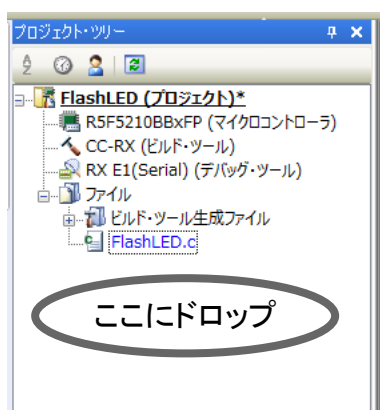 プロジェクト・ツリー
FlashLED (プロジェクト)*
R5F5210BBxFP (マイクロコントローラ)
CC-RX (ビルド・ツール)
RX E1(Serial) (デバッグ・ツール)
ファイル
ビルド・ツール生成ファイル
FlashLED.c
ここにドロップ